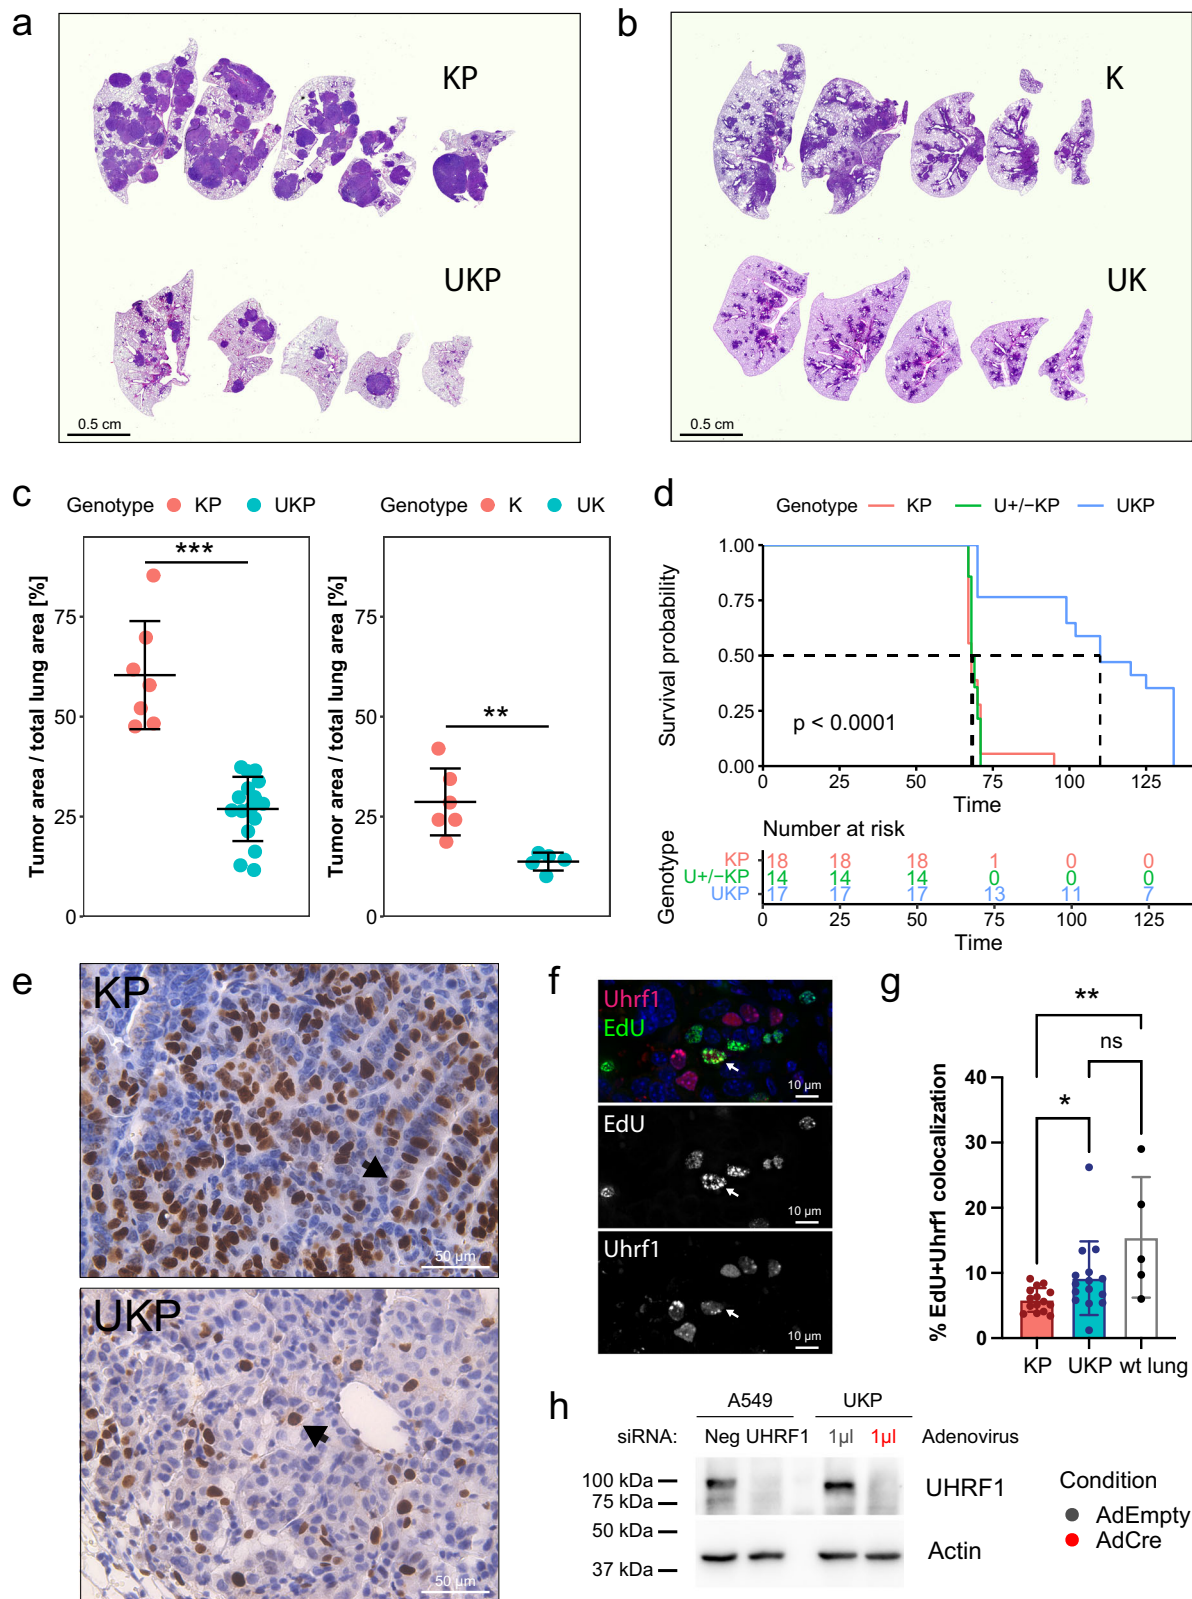 a
KP
UKP
0.5 cm
b
K
UK
0.5 cm
c
Genotype KP UKP
Genotype K UK
Tumor area / total lung area [%]
75
50
25
0
***
Tumor area / total lung area [%]
75
50
25
0
**
d
Genotype KP U+/−KP UKP
Survival probability
1.00
0.75
0.50
0.25
0.00
p < 0.0001
0 25 50 75 100 125
Time
Number at risk
Genotype
KP 18 18 18 1 0 0
U+/−KP 14 14 14 0 0 0
UKP 17 17 17 13 11 7
0 25 50 75 100 125
Time
e
KP
50 µm
UKP
50 µm
f
Uhrf1
EdU
10 µm
EdU
10 µm
Uhrf1
10 µm
g
% EdU+Uhrf1 colocalization
40
30
20
10
0
**
ns
*
KP UKP wt lung
h
A549 UKP
siRNA: Neg UHRF1 1µl 1µl Adenovirus
100 kDa
75 kDa
UHRF1
50 kDa
37 kDa
Actin
Condition
AdEmpty
AdCre